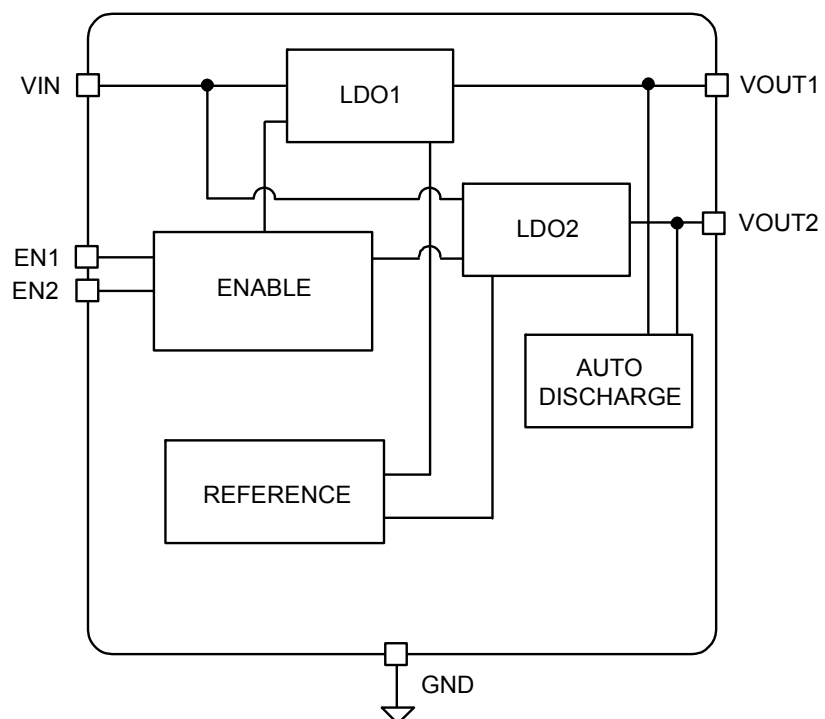 VIN
LDO1
VOUT1
LDO2
VOUT2
EN1
EN2
ENABLE
AUTO
DISCHARGE
REFERENCE
GND